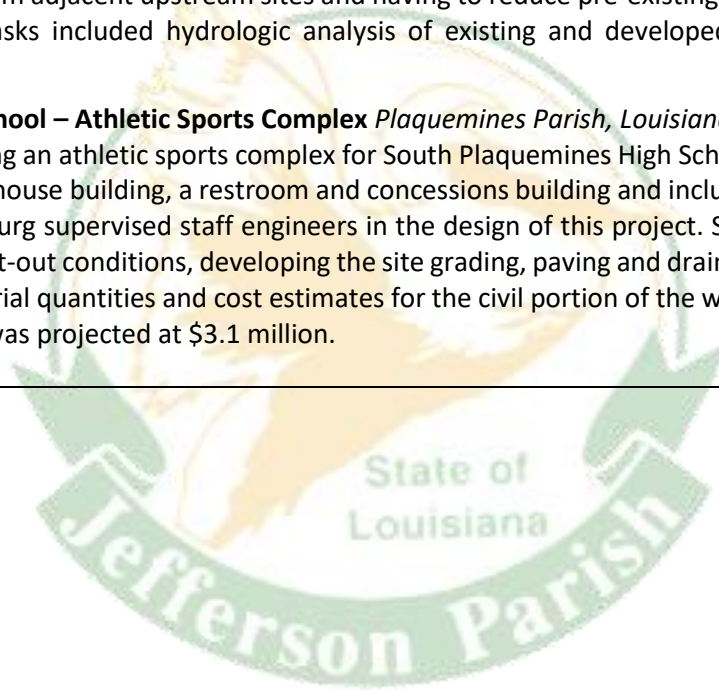 m adjacent upstream sites and having to reduce pre-existing
asks included hydrologic analysis of existing and developed
hool – Athletic Sports Complex Plaquemines Parish, Louisian
ng an athletic sports complex for South Plaquemines High Sch
house building, a restroom and concessions building and inclu
urg supervised staff engineers in the design of this project. S
t-out conditions, developing the site grading, paving and drain
rial quantities and cost estimates for the civil portion of the w
was projected at $3.1 million.
State of
Louisiana
Jefferson Parish